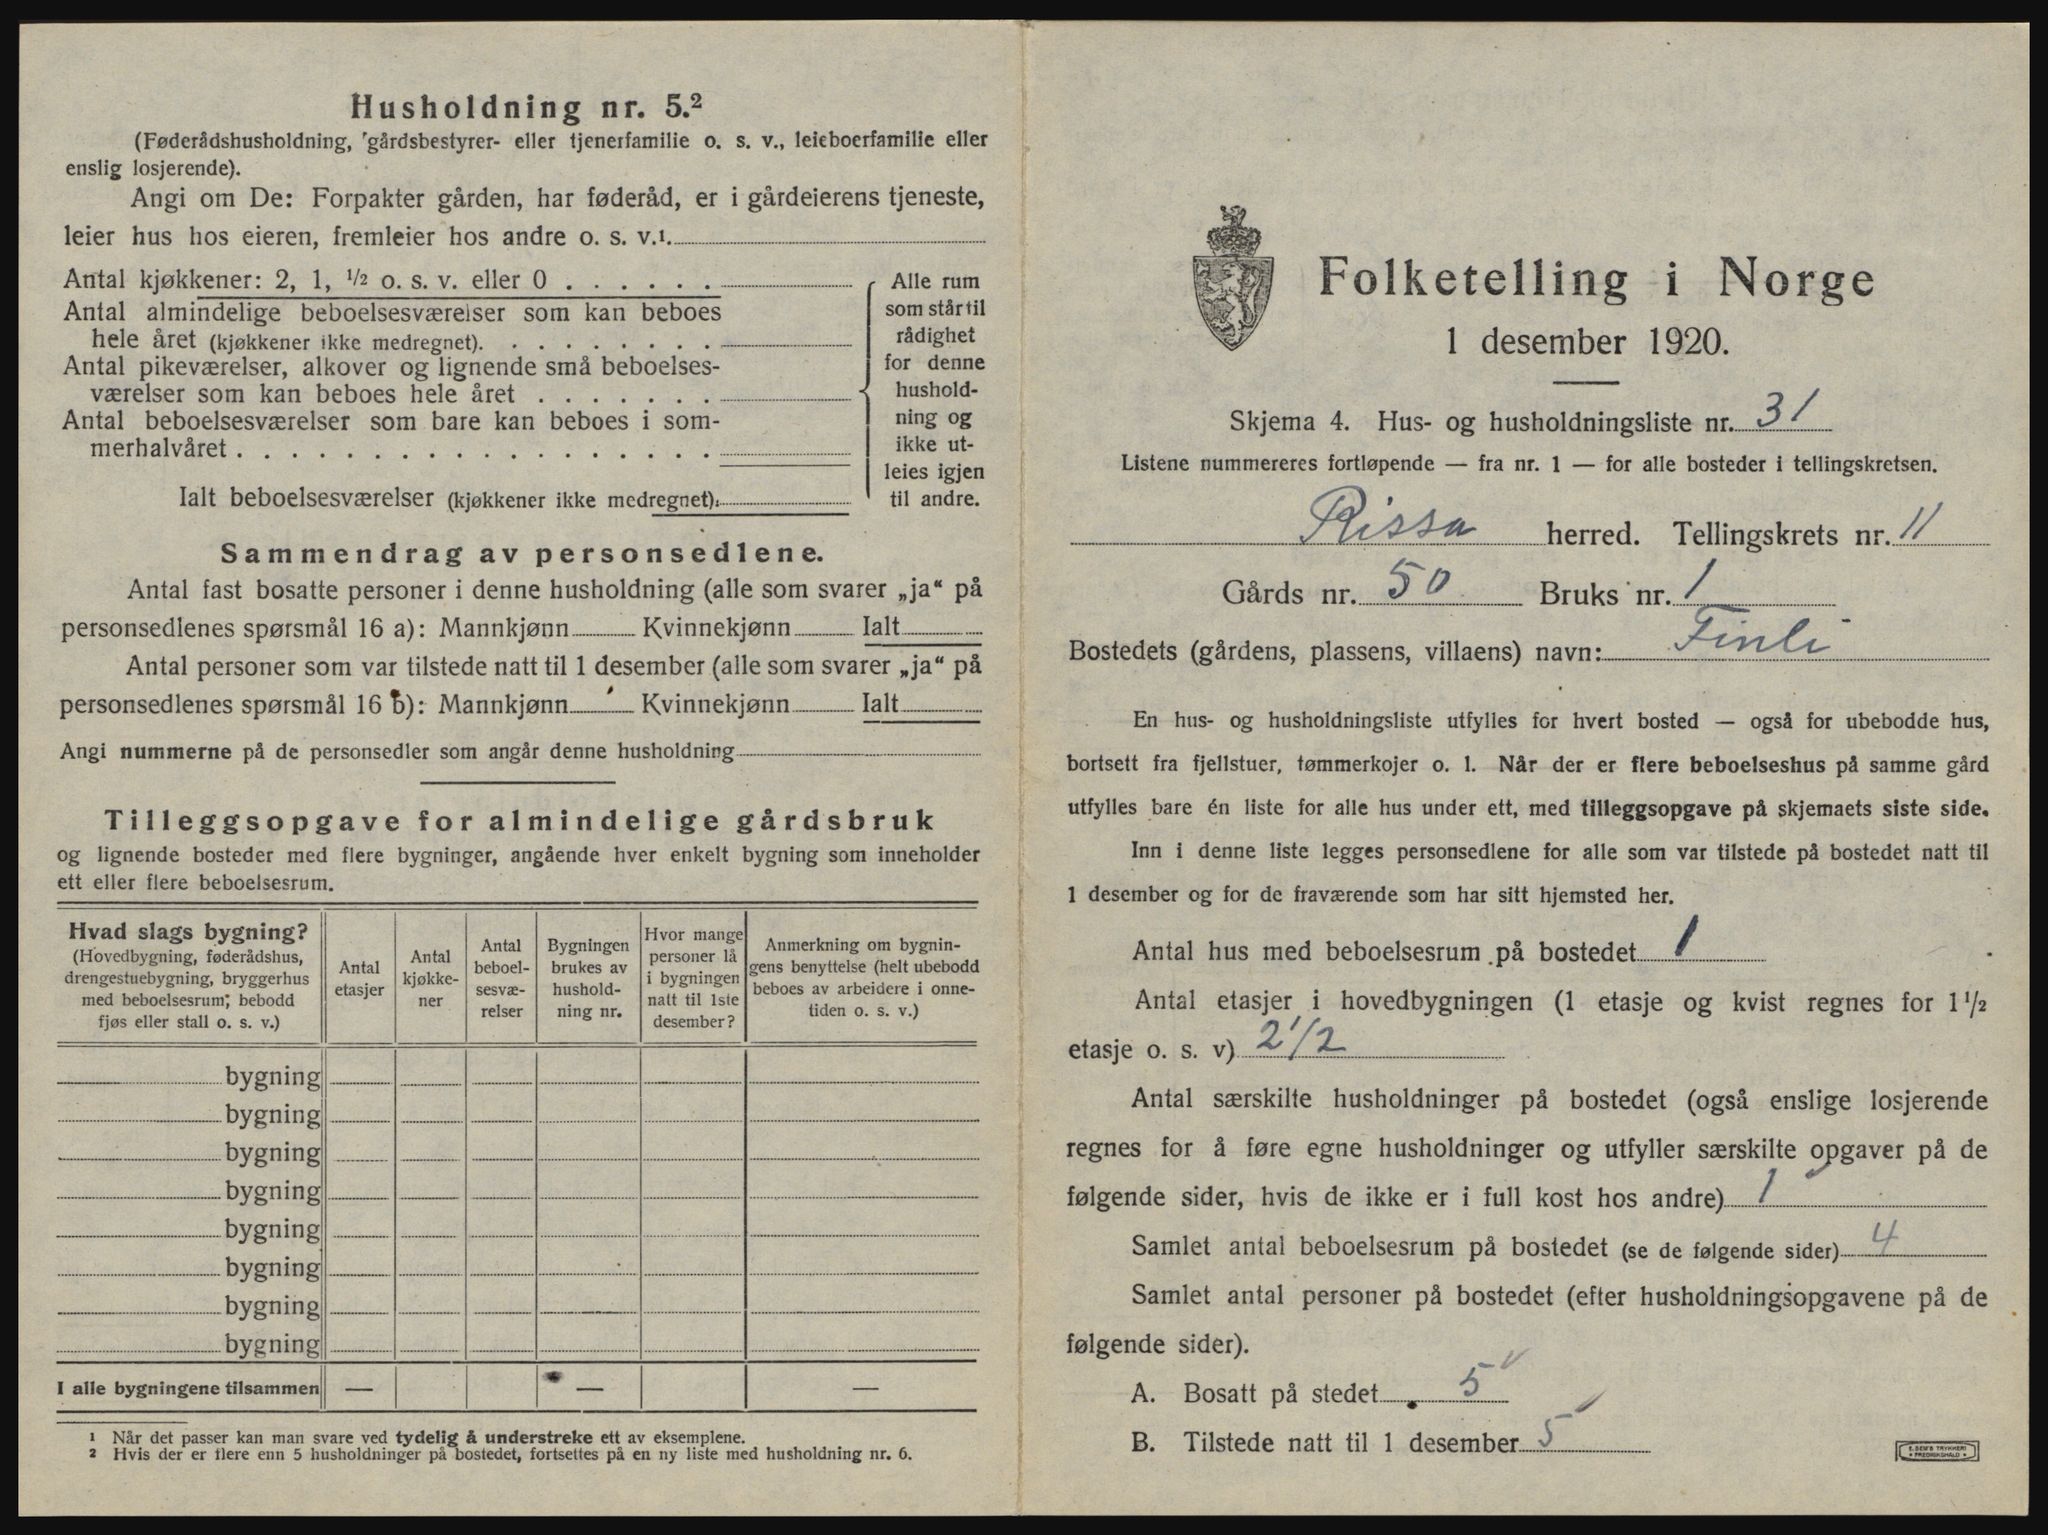 Husholdning nr. 5.²
(Føderådshusholdning, gårdsbestyrer- eller tjenerfamilie o. s. v., leieboerfamilie eller
enslig losjerende).
Angi om De: Forpakter gården, har føderåd, er i gårdeierens tjeneste,
leier hus hos eieren, fremleier hos andre o. s. v.¹.
Antal kjøkkener: 2, 1, 1/2 o. s. v. eller 0 . . . . . .
Antal almindelige beboelsesværelser som kan beboes
hele året (kjøkkener ikke medregnet). . . . . . . . .
Antal pikeværelser, alkover og lignende små beboelses-
værelser som kan beboes hele året . . . . . . .
Antal beboelsesværelser som bare kan beboes i som-
merhalvåret . . . . . . . . . . . . . . . . . .
Ialt beboelsesværelser (kjøkkener ikke medregnet):
Alle rum
som står til
rådighet
for denne
hushold-
ning og
ikke ut-
leies igjen
til andre.
Sammendrag av personsedlene.
Antal fast bosatte personer i denne husholdning (alle som svarer „ja“ på
personsedlenes spørsmål 16 a): Mannkjønn Kvinnekjønn Ialt
Antal personer som var tilstede natt til 1 desember (alle som svarer „ja“ på
personsedlenes spørsmål 16 b): Mannkjønn Kvinnekjønn Ialt
Angi nummerne på de personsedler som angår denne husholdning
Tilleggsopgave for almindelige gårdsbruk
og lignende bosteder med flere bygninger, angående hver enkelt bygning som inneholder
ett eller flere beboelsesrum.
Hvad slags bygning?
(Hovedbygning, føderådshus,
drengestuebygning, bryggerhus
med beboelsesrum; bebodd
fjøs eller stall o. s. v.)
Antal
etasjer
Antal
kjøkke-
ner
Antal
beboel-
sesvæ-
relser
Bygningen
brukes av
hushold-
ning nr.
Hvor mange
personer lå
i bygningen
natt til 1ste
desember?
Anmerkning om bygnin-
gens benyttelse (helt ubebodd
beboes av arbeidere i onne-
tiden o. s. v.)
bygning
bygning
bygning
bygning
bygning
bygning
bygning
bygning
I alle bygningene tilsammen — — —
1 Når det passer kan man svare ved tydelig å understreke ett av eksemplene.
2 Hvis der er flere enn 5 husholdninger på bostedet, fortsettes på en ny liste med husholdning nr. 6.
Folketelling i Norge
1 desember 1920.
Skjema 4. Hus- og husholdningsliste nr. 31
Listene nummereres fortløpende — fra nr. 1 — for alle bosteder i tellingskretsen.
Rissa herred. Tellingskrets nr. 11
Gårds nr. 50 Bruks nr. 1
Bostedets (gårdens, plassens, villaens) navn: Finli
En hus- og husholdningsliste utfylles for hvert bosted — også for ubebodde hus,
bortsett fra fjellstuer, tømmerkojer o. l. Når der er flere beboelseshus på samme gård
utfylles bare én liste for alle hus under ett, med tilleggsopgave på skjemaets siste side.
Inn i denne liste legges personsedlene for alle som var tilstede på bostedet natt til
1 desember og for de fraværende som har sitt hjemsted her.
Antal hus med beboelsesrum på bostedet 1
Antal etasjer i hovedbygningen (1 etasje og kvist regnes for 1 1/2
etasje o. s. v) 2 1/2
Antal særskilte husholdninger på bostedet (også enslige losjerende
regnes for å føre egne husholdninger og utfyller særskilte opgaver på de
følgende sider, hvis de ikke er i full kost hos andre) 1
Samlet antal beboelsesrum på bostedet (se de følgende sider) 4
Samlet antal personer på bostedet (efter husholdningsopgavene på de
følgende sider).
A. Bosatt på stedet 5
B. Tilstede natt til 1 desember 5
E. SEM'S TRYKKERI
FREDRIKSHALD